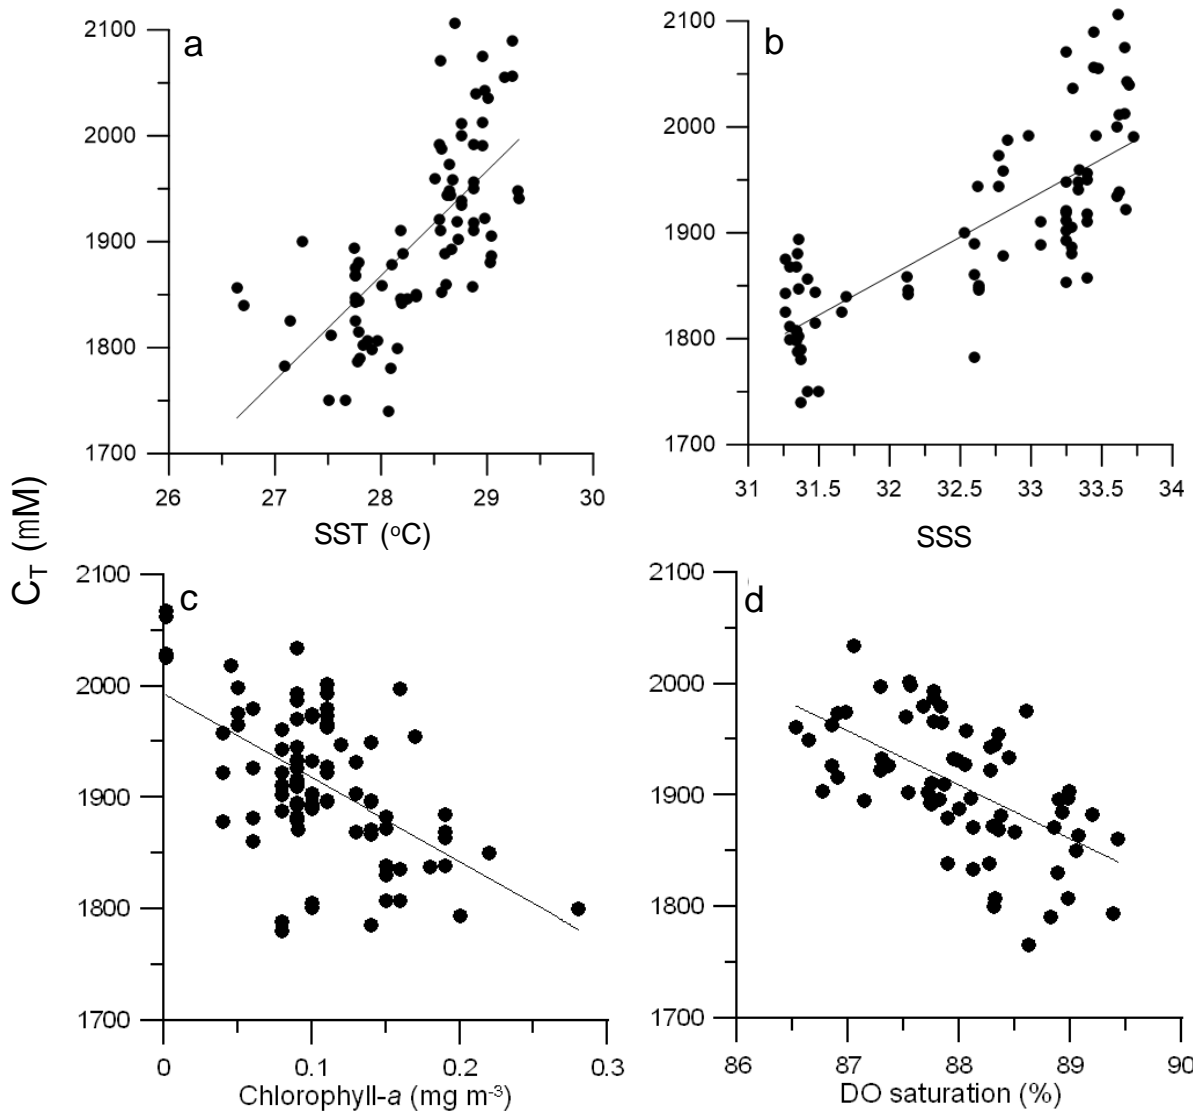 a
2100
2000
1900
1800
1700
26 27 28 29 30
SST (°C)
b
2100
2000
1900
1800
1700
31 31.5 32 32.5 33 33.5 34
SSS
C_T (mM)
c
2100
2000
1900
1800
1700
0 0.1 0.2 0.3
Chlorophyll-a (mg m⁻³)
d
2100
2000
1900
1800
1700
86 87 88 89 90
DO saturation (%)